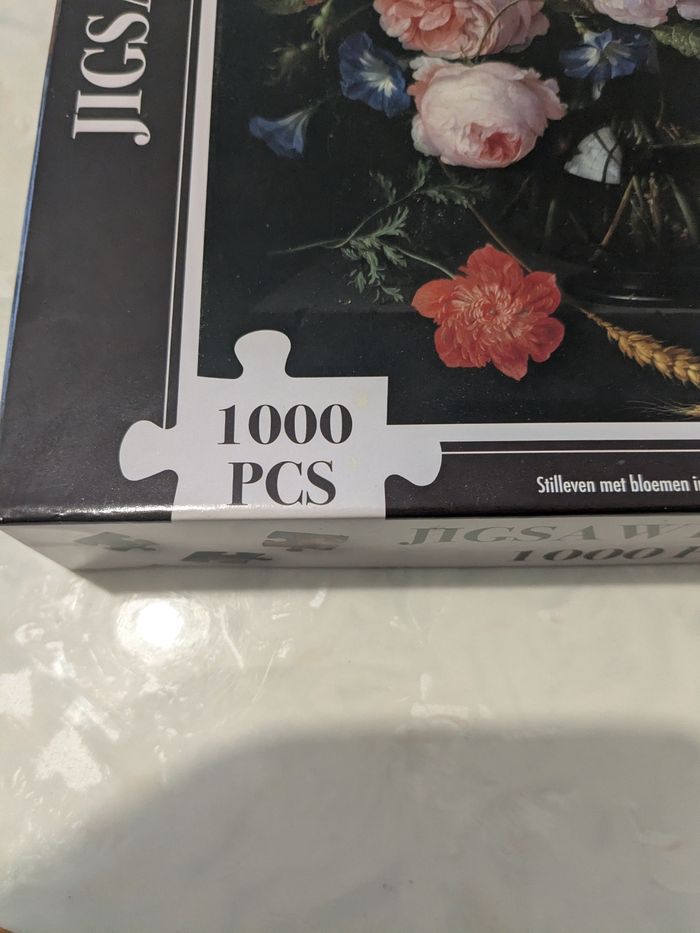 JIGSA
1000
PCS
Stilleven met bloemen
JIGSAW
1000